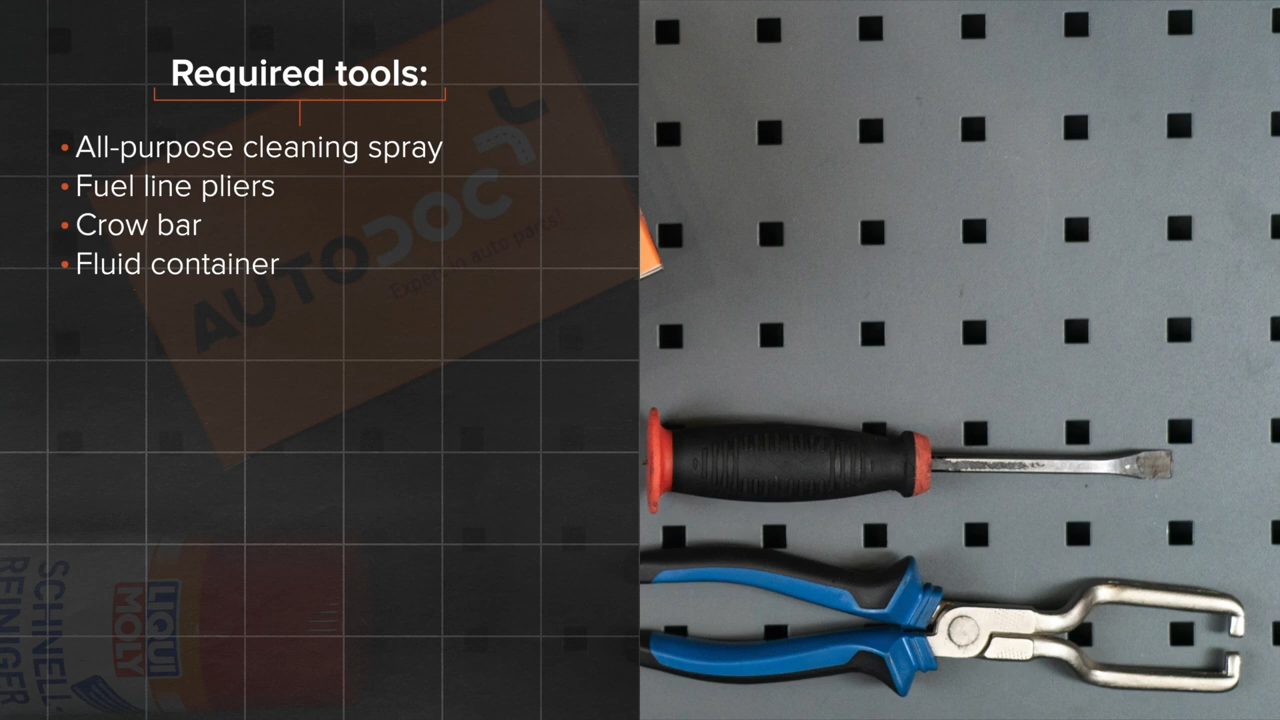 Required tools:
• All-purpose cleaning spray
• Fuel line pliers
• Crow bar
• Fluid container
AUTODOC
Expert in auto parts!
LIQUI
MOLY
SCHNELL-
REINIGER